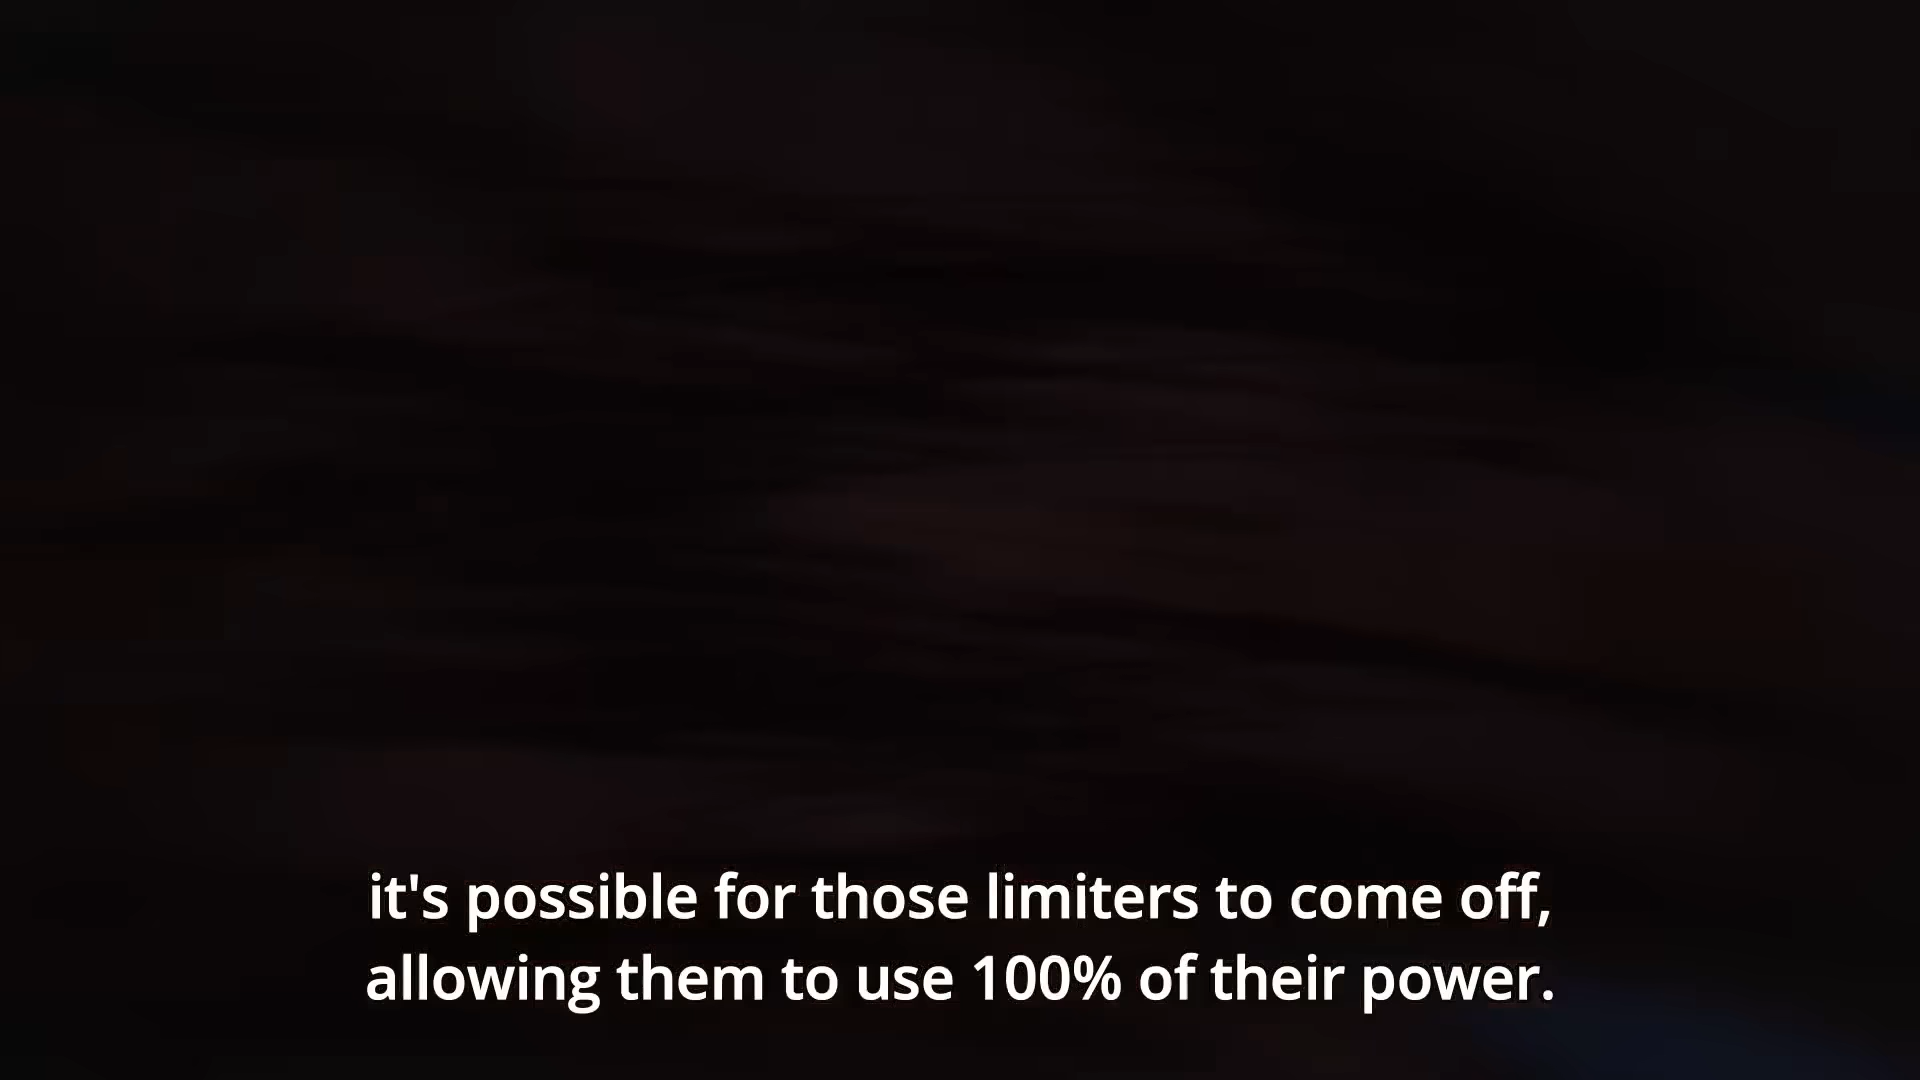 it's possible for those limiters to come off,
allowing them to use 100% of their power.